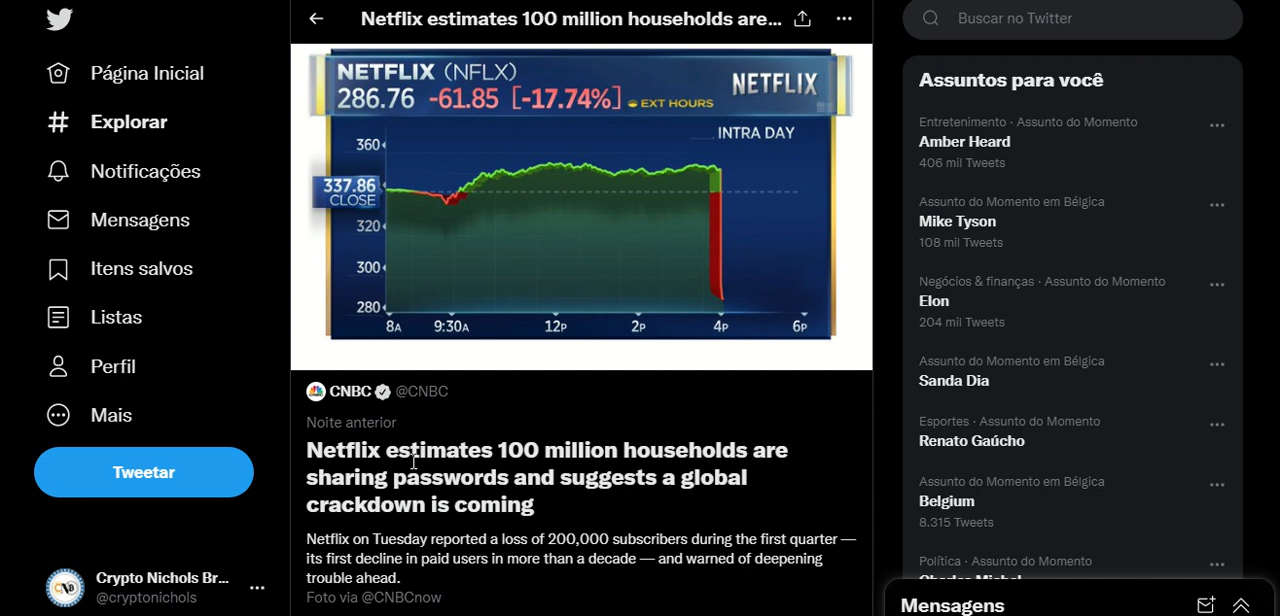 Página Inicial
Explorar
Notificações
Mensagens
Itens salvos
Listas
Perfil
Mais
Tweetar
Crypto Nichols Br...
@cryptonichols
Netflix estimates 100 million households are...
NETFLIX (NFLX)
286.76 -61.85 [-17.74%] EXT HOURS
NETFLIX
INTRA DAY
360
337.86
CLOSE
320
300
280
8A 9:30A 12P 2P 4P 6P
CNBC @CNBC
Noite anterior
Netflix estimates 100 million households are
sharing passwords and suggests a global
crackdown is coming
Netflix on Tuesday reported a loss of 200,000 subscribers during the first quarter —
its first decline in paid users in more than a decade — and warned of deepening
trouble ahead.
Foto via @CNBCnow
Buscar no Twitter
Assuntos para você
Entretenimento · Assunto do Momento
Amber Heard
406 mil Tweets
Assunto do Momento em Bélgica
Mike Tyson
108 mil Tweets
Negócios & finanças · Assunto do Momento
Elon
204 mil Tweets
Assunto do Momento em Bélgica
Sanda Dia
Esportes · Assunto do Momento
Renato Gaúcho
Assunto do Momento em Bélgica
Belgium
8.315 Tweets
Política · Assunto do Momento
Charles Michel
Mensagens